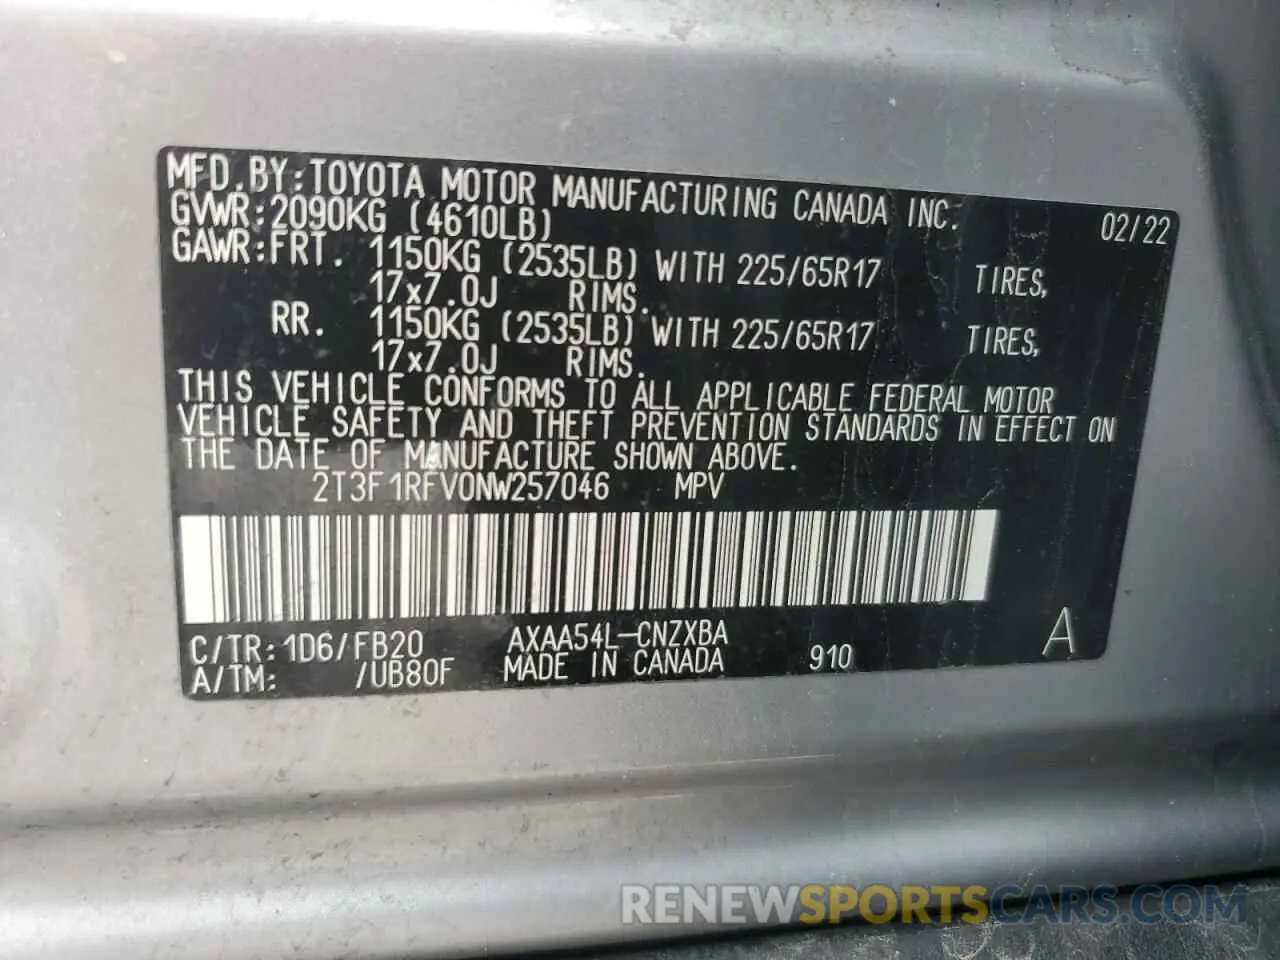 MFD.BY:TOYOTA MOTOR MANUFACTURING CANADA INC. 02/22
GVWR:2090KG (4610LB)
GAWR:FRT. 1150KG (2535LB) WITH 225/65R17 TIRES,
17x7.0J RIMS.
RR. 1150KG (2535LB) WITH 225/65R17 TIRES,
17x7.0J RIMS.
THIS VEHICLE CONFORMS TO ALL APPLICABLE FEDERAL MOTOR
VEHICLE SAFETY AND THEFT PREVENTION STANDARDS IN EFFECT ON
THE DATE OF MANUFACTURE SHOWN ABOVE.
2T3F1RFV0NW257046 MPV
C/TR:1D6/FB20 AXAA54L-CNZXBA
A/TM: /UB80F MADE IN CANADA 910 A
RENEWSPORTSCARS.COM